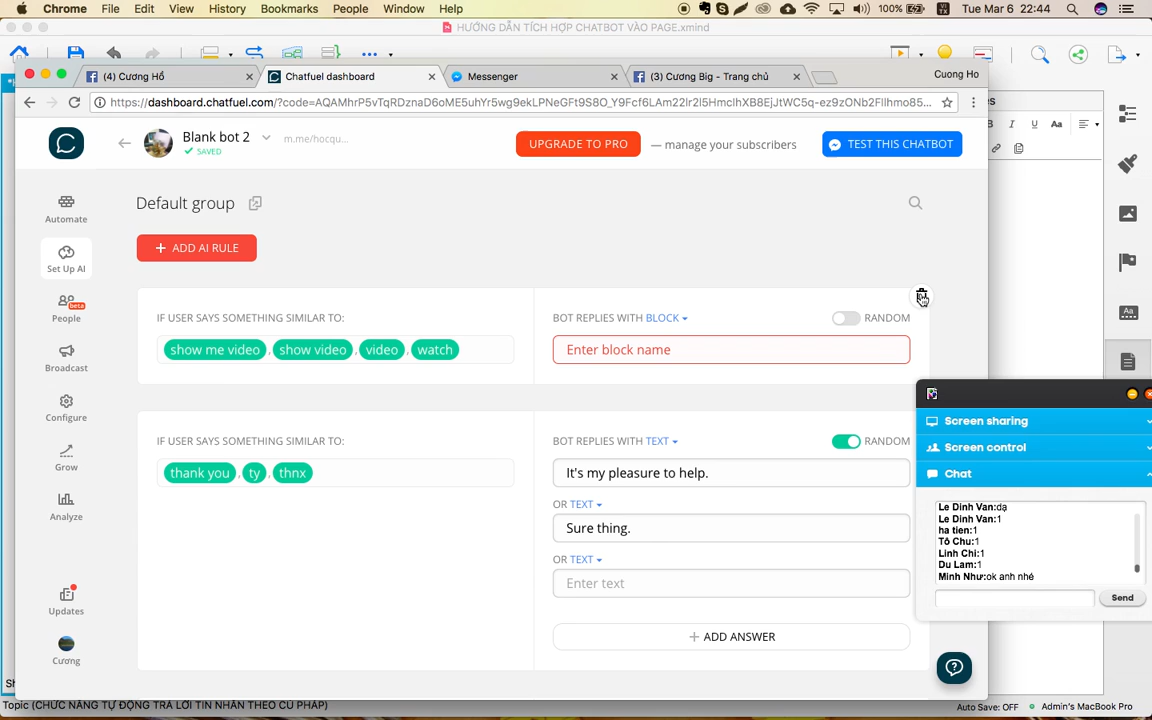 Chrome File Edit View History Bookmarks People Window Help 100% Tue Mar 6 22:44
HƯỚNG DẪN TÍCH HỢP CHATBOT VÀO PAGE.xmind
(4) Cương Hồ
Chatfuel dashboard
Messenger
(3) Cương Big - Trang chủ
Cuong Ho
Blank bot 2
SAVED
m.me/hocqu...
UPGRADE TO PRO
— manage your subscribers
TEST THIS CHATBOT
Automate
Set Up AI
People
beta
Broadcast
Configure
Grow
Analyze
Updates
Cương
Default group
+ ADD AI RULE
IF USER SAYS SOMETHING SIMILAR TO:
show me video , show video , video , watch
BOT REPLIES WITH BLOCK
RANDOM
Enter block name
IF USER SAYS SOMETHING SIMILAR TO:
thank you , ty , thnx
BOT REPLIES WITH TEXT
RANDOM
It's my pleasure to help.
OR TEXT
Sure thing.
OR TEXT
Enter text
+ ADD ANSWER
Screen sharing
Screen control
Chat
Le Dinh Van:dạ
Le Dinh Van:1
ha tien:1
Tô Chu:1
Linh Chi:1
Du Lam:1
Minh Như:ok anh nhé
Send
Topic (CHỨC NĂNG TỰ ĐỘNG TRẢ LỜI TIN NHẮN THEO CÚ PHÁP)
Auto Save: OFF
Admin's MacBook Pro